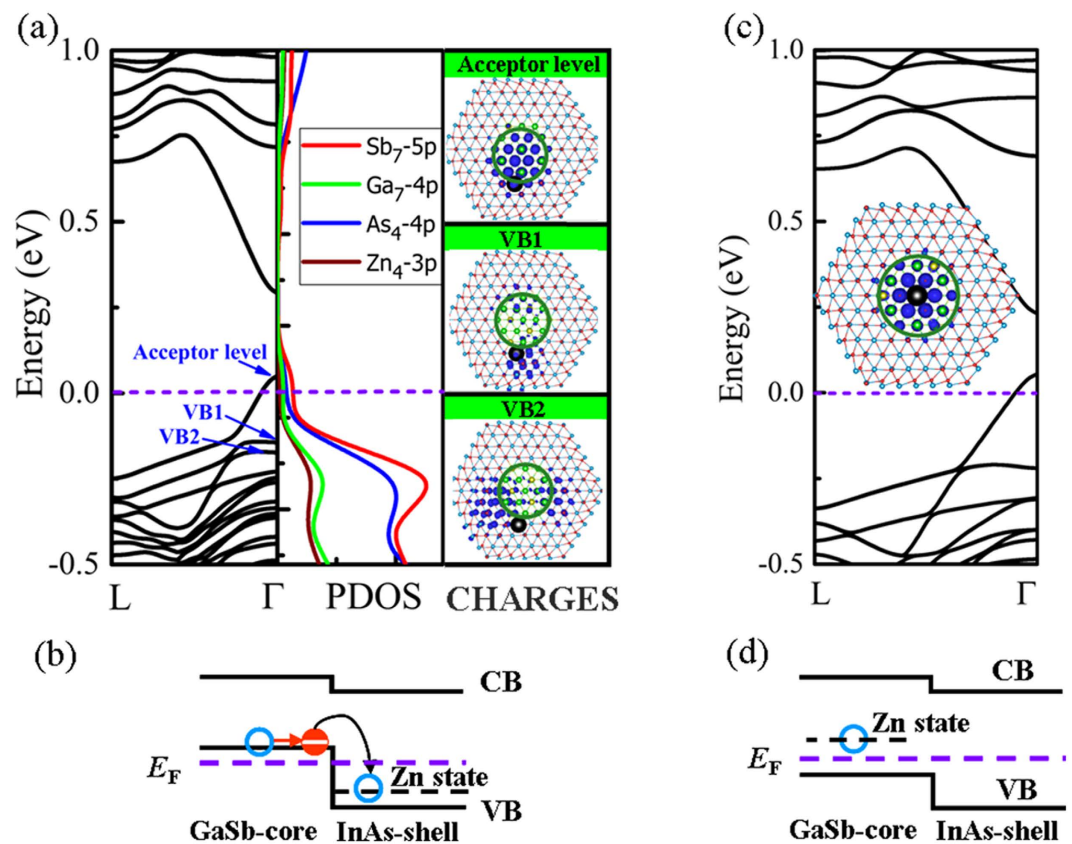 (a)
Energy (eV)
1.0
0.5
0.0
-0.5
L
Γ
Acceptor level
VB1
VB2
Sb7-5p
Ga7-4p
As4-4p
Zn4-3p
PDOS
Acceptor level
VB1
VB2
CHARGES
(c)
Energy (eV)
1.0
0.5
0.0
-0.5
L
Γ
(b)
CB
EF
Zn state
VB
GaSb-core
InAs-shell
(d)
CB
Zn state
EF
VB
GaSb-core
InAs-shell